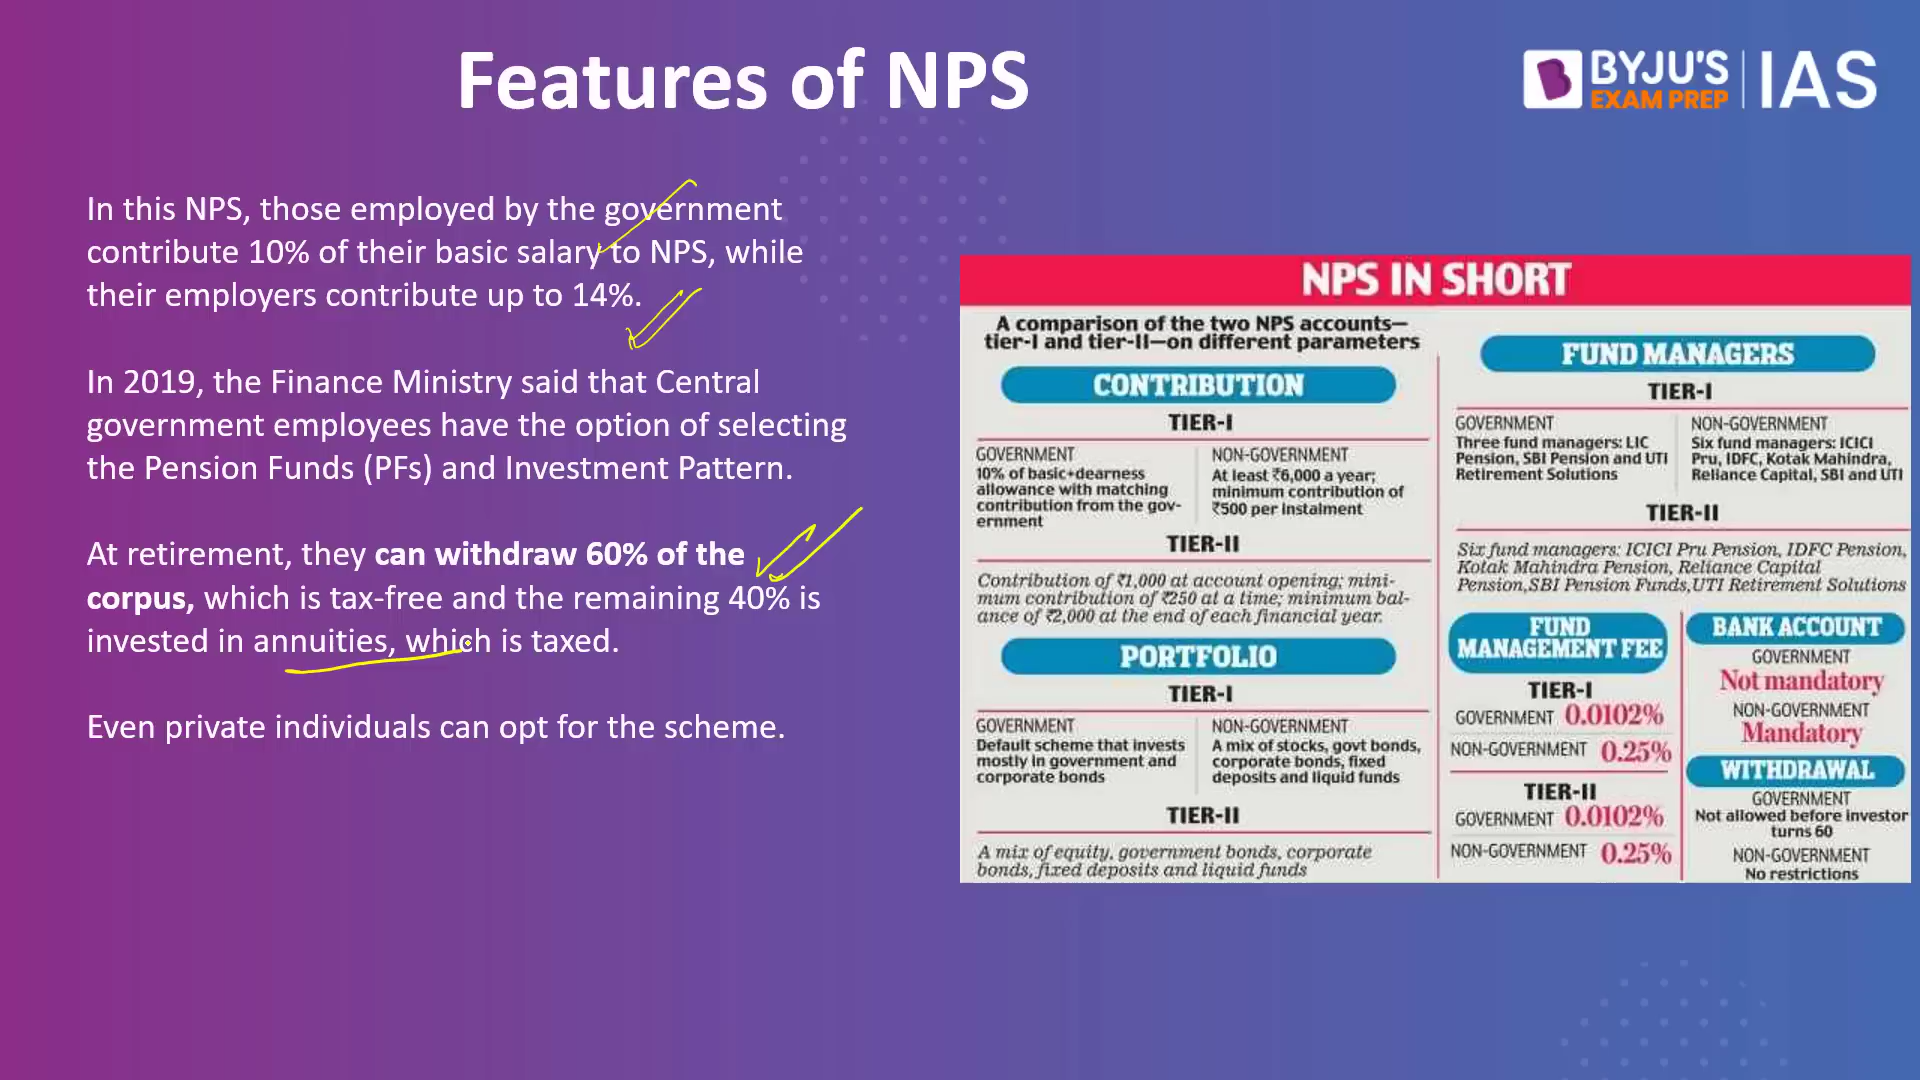 Features of NPS
BYJU'S
EXAM PREP
IAS
In this NPS, those employed by the government
contribute 10% of their basic salary to NPS, while
their employers contribute up to 14%.
In 2019, the Finance Ministry said that Central
government employees have the option of selecting
the Pension Funds (PFs) and Investment Pattern.
At retirement, they can withdraw 60% of the
corpus, which is tax-free and the remaining 40% is
invested in annuities, which is taxed.
Even private individuals can opt for the scheme.
NPS IN SHORT
A comparison of the two NPS accounts—
tier-I and tier-II—on different parameters
CONTRIBUTION
TIER-I
GOVERNMENT
10% of basic+dearness
allowance with matching
contribution from the gov-
ernment
NON-GOVERNMENT
At least ₹6,000 a year;
minimum contribution of
₹500 per instalment
TIER-II
Contribution of ₹1,000 at account opening; mini-
mum contribution of ₹250 at a time; minimum bal-
ance of ₹2,000 at the end of each financial year.
PORTFOLIO
TIER-I
GOVERNMENT
Default scheme that invests
mostly in government and
corporate bonds
NON-GOVERNMENT
A mix of stocks, govt bonds,
corporate bonds, fixed
deposits and liquid funds
TIER-II
A mix of equity, government bonds, corporate
bonds, fixed deposits and liquid funds
FUND MANAGERS
TIER-I
GOVERNMENT
Three fund managers: LIC
Pension, SBI Pension and UTI
Retirement Solutions
NON-GOVERNMENT
Six fund managers: ICICI
Pru, IDFC, Kotak Mahindra,
Reliance Capital, SBI and UTI
TIER-II
Six fund managers: ICICI Pru Pension, IDFC Pension,
Kotak Mahindra Pension, Reliance Capital
Pension,SBI Pension Funds,UTI Retirement Solutions
FUND
MANAGEMENT FEE
TIER-I
GOVERNMENT 0.0102%
NON-GOVERNMENT 0.25%
TIER-II
GOVERNMENT 0.0102%
NON-GOVERNMENT 0.25%
BANK ACCOUNT
GOVERNMENT
Not mandatory
NON-GOVERNMENT
Mandatory
WITHDRAWAL
GOVERNMENT
Not allowed before investor
turns 60
NON-GOVERNMENT
No restrictions